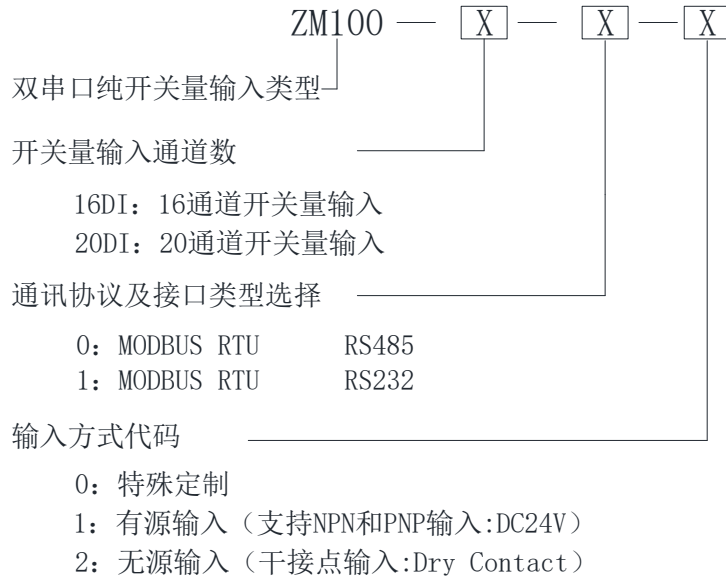 ZM100 — X — X — X
双串口纯开关量输入类型
开关量输入通道数
16DI：16通道开关量输入
20DI：20通道开关量输入
通讯协议及接口类型选择
0：MODBUS RTU RS485
1：MODBUS RTU RS232
输入方式代码
0：特殊定制
1：有源输入（支持NPN和PNP输入:DC24V）
2：无源输入（干接点输入:Dry Contact）